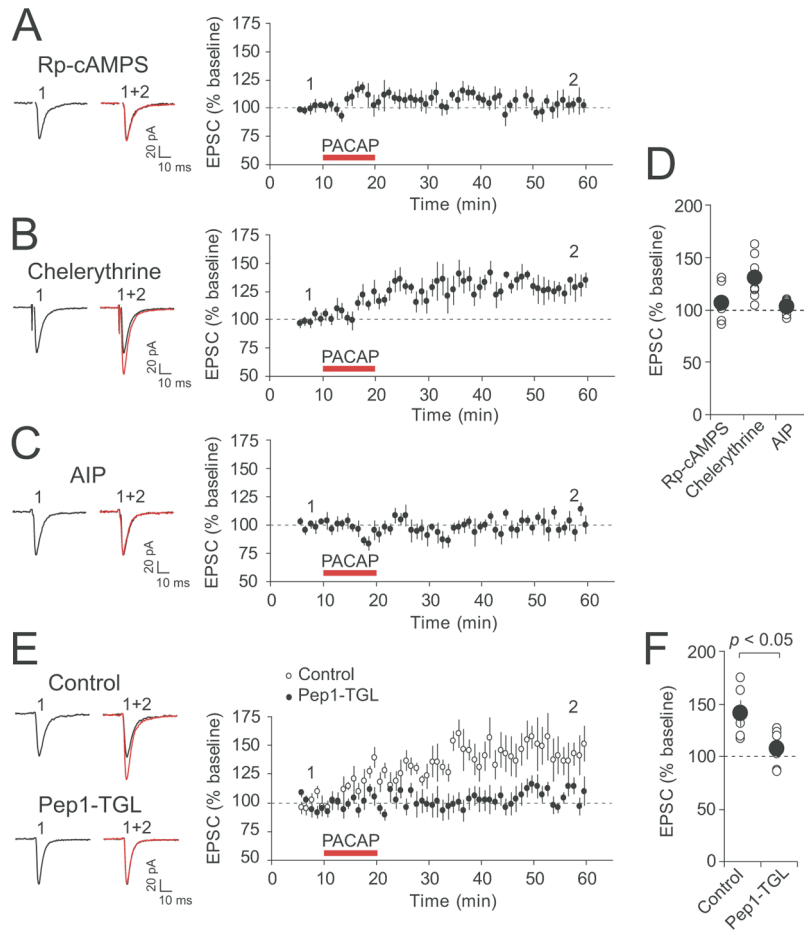 A
Rp-cAMPS
1
1+2
20 pA
10 ms
EPSC (% baseline)
175
150
125
100
75
50
1
2
PACAP
0
10
20
30
40
50
60
Time (min)
B
Chelerythrine
1
1+2
20 pA
10 ms
EPSC (% baseline)
175
150
125
100
75
50
1
2
PACAP
0
10
20
30
40
50
60
Time (min)
C
AIP
1
1+2
20 pA
10 ms
EPSC (% baseline)
175
150
125
100
75
50
1
2
PACAP
0
10
20
30
40
50
60
Time (min)
D
EPSC (% baseline)
200
150
100
50
0
Rp-cAMPS
Chelerythrine
AIP
E
Control
1
1+2
Pep1-TGL
1
1+2
20 pA
10 ms
Control
Pep1-TGL
EPSC (% baseline)
175
150
125
100
75
50
1
2
PACAP
0
10
20
30
40
50
60
Time (min)
F
p < 0.05
EPSC (% baseline)
200
150
100
50
0
Control
Pep1-TGL